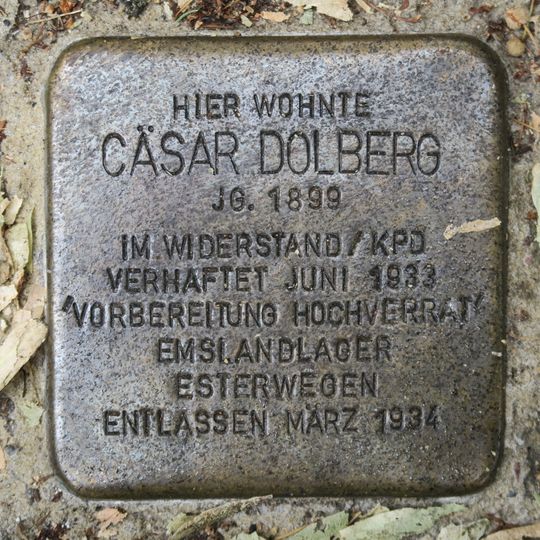 HIER WOHNTE
CÄSAR DOLBERG
JG. 1899
IM WIDERSTAND / KPD
VERHAFTET JUNI 1933
"VORBEREITUNG HOCHVERRAT"
EMSLANDLAGER
ESTERWEGEN
ENTLASSEN MÄRZ 1934